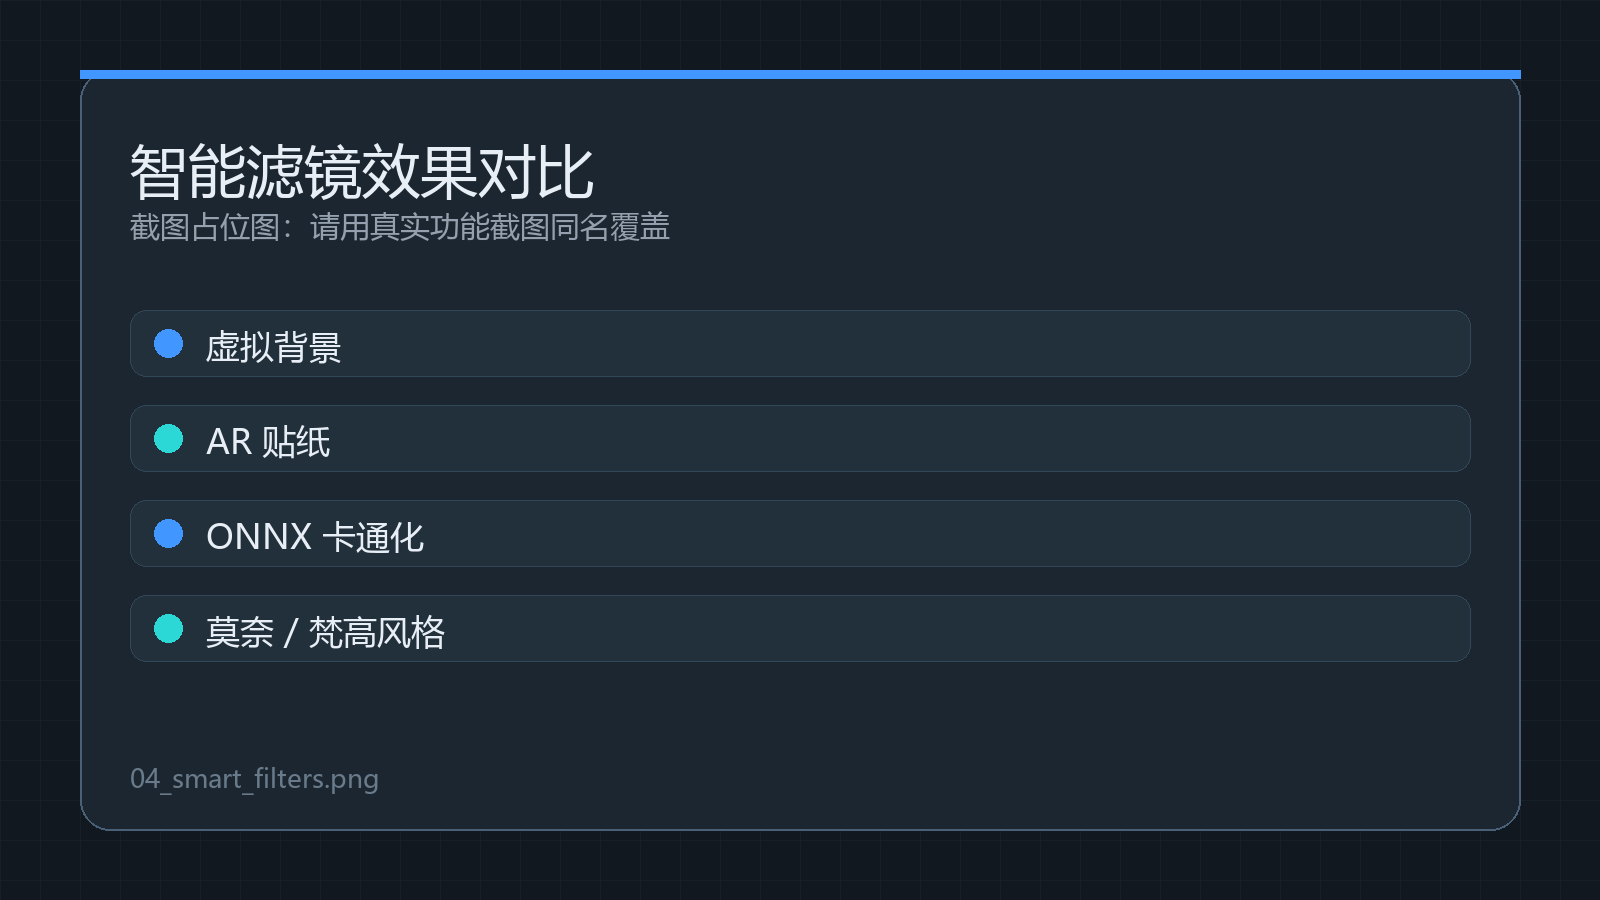 智能滤镜效果对比
截图占位图：请用真实功能截图同名覆盖
虚拟背景
AR 贴纸
ONNX 卡通化
莫奈 / 梵高风格
04_smart_filters.png